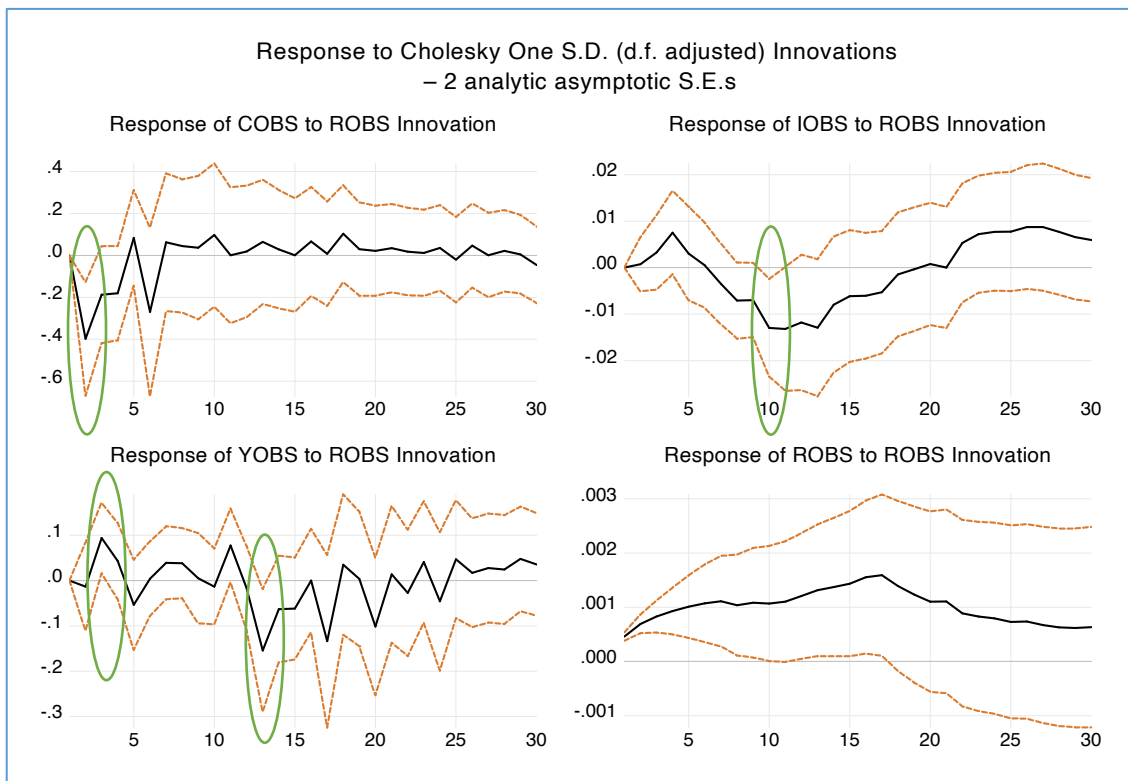 Response to Cholesky One S.D. (d.f. adjusted) Innovations
– 2 analytic asymptotic S.E.s
Response of COBS to ROBS Innovation
.4
.2
.0
-.2
-.4
-.6
5 10 15 20 25 30
Response of IOBS to ROBS Innovation
.02
.01
.00
-.01
-.02
5 10 15 20 25 30
Response of YOBS to ROBS Innovation
.1
.0
-.1
-.2
-.3
5 10 15 20 25 30
Response of ROBS to ROBS Innovation
.003
.002
.001
.000
-.001
5 10 15 20 25 30